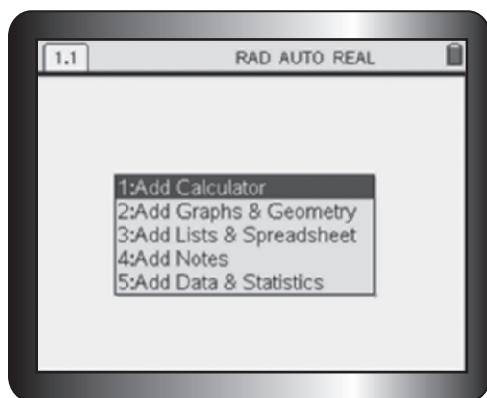 1.1 RAD AUTO REAL
1:Add Calculator
2:Add Graphs & Geometry
3:Add Lists & Spreadsheet
4:Add Notes
5:Add Data & Statistics